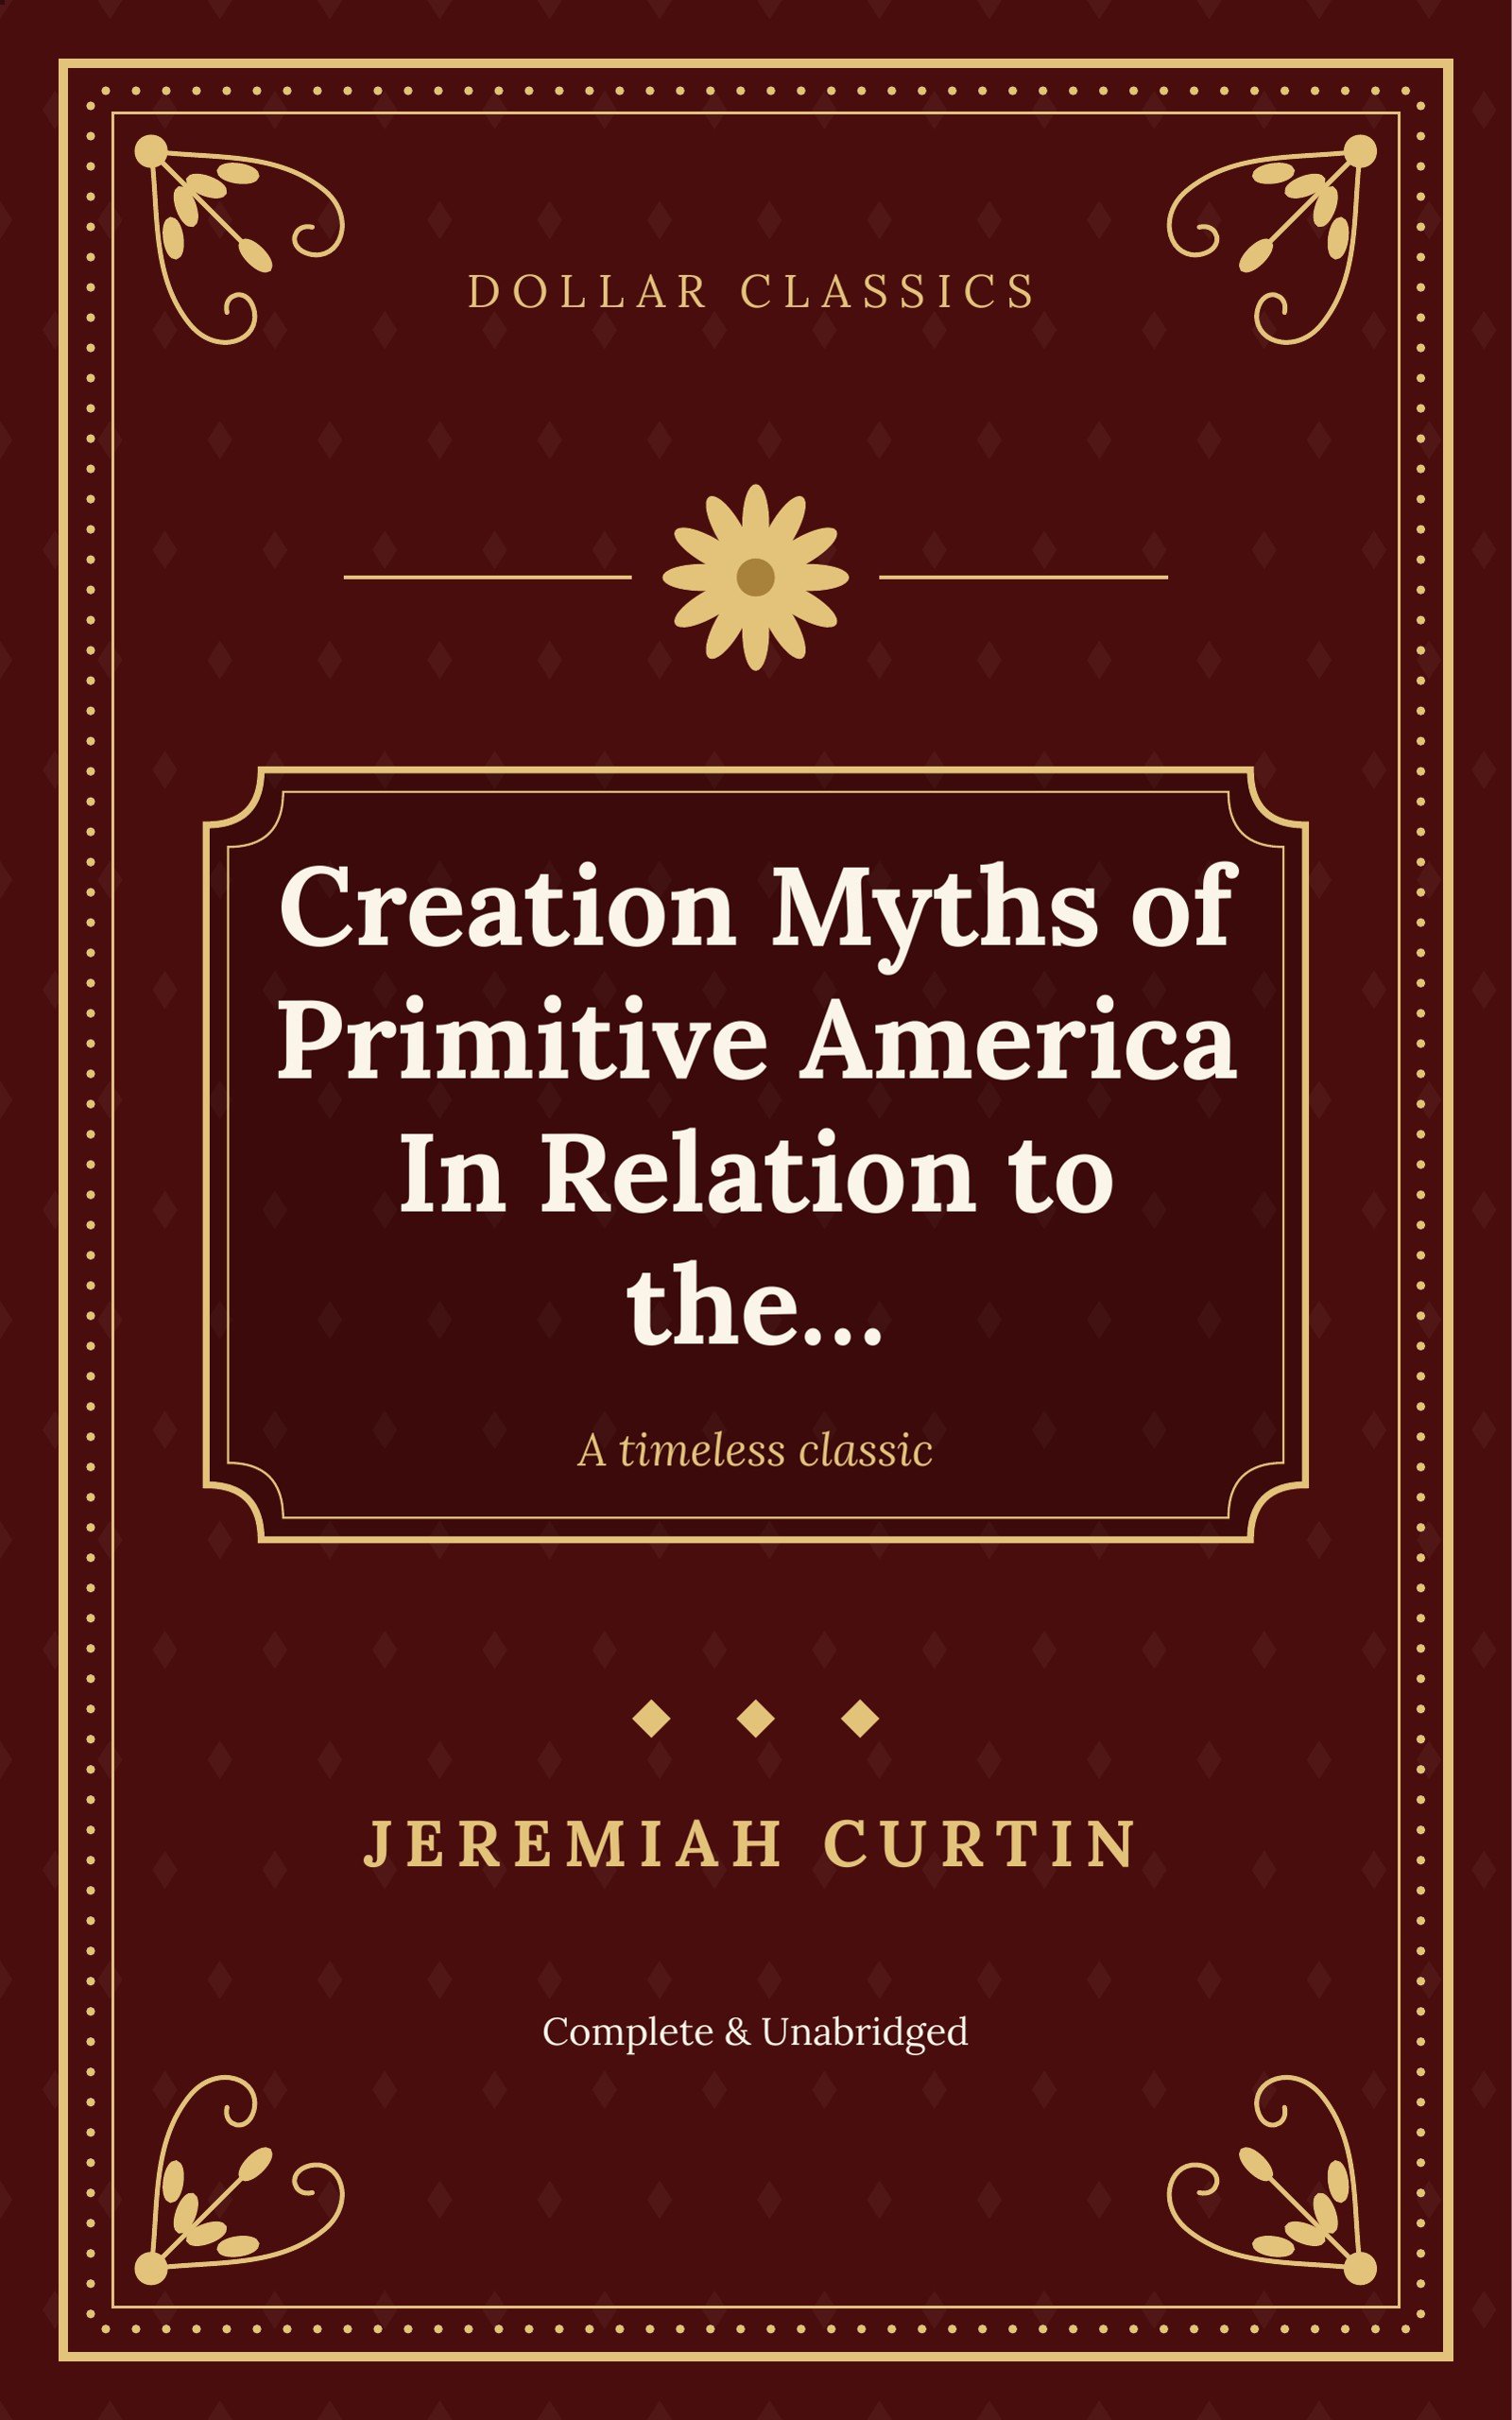 DOLLAR CLASSICS
Creation Myths of
Primitive America
In Relation to
the...
A timeless classic
JEREMIAH CURTIN
Complete & Unabridged